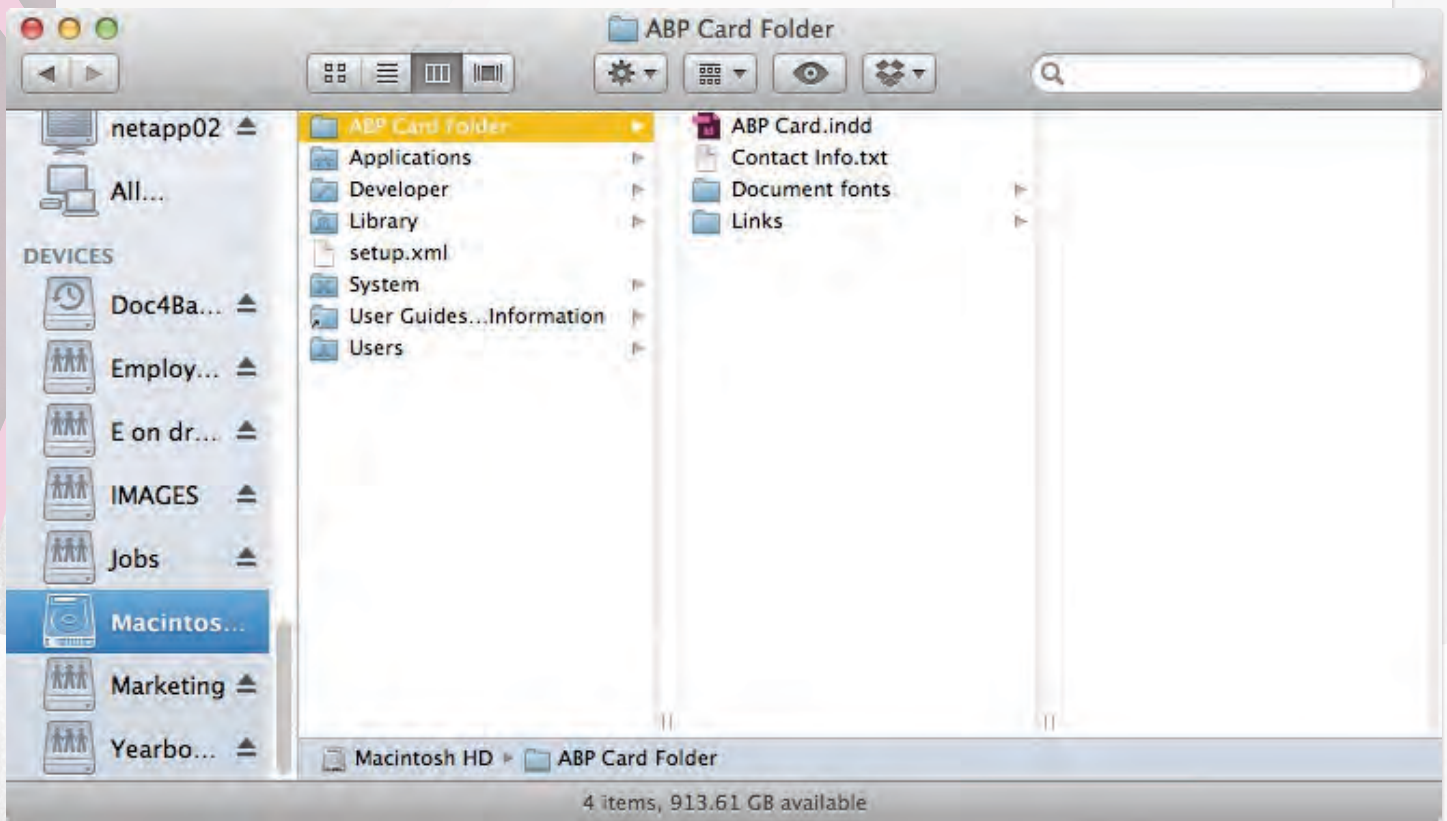 ABP Card Folder
netapp02
All...
DEVICES
Doc4Ba...
Employ...
E on dr...
IMAGES
Jobs
Macintos...
Marketing
Yearbo...
ABP Card Folder
Applications
Developer
Library
setup.xml
System
User Guides...Information
Users
ABP Card.indd
Contact Info.txt
Document fonts
Links
Macintosh HD ▸ ABP Card Folder
4 items, 913.61 GB available